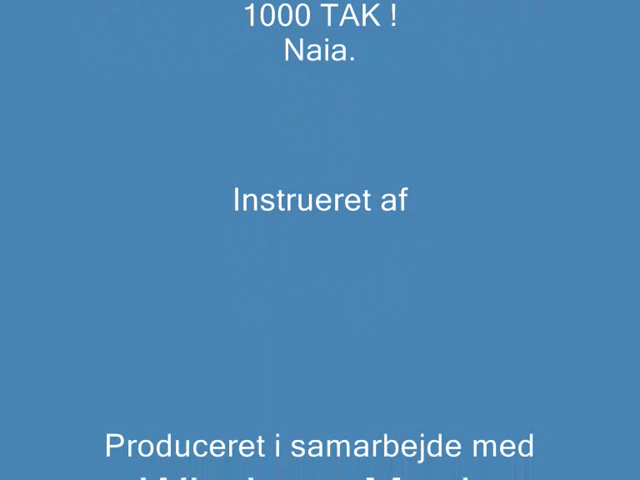 1000 TAK !
Naia.
Instrueret af
Produceret i samarbejde med